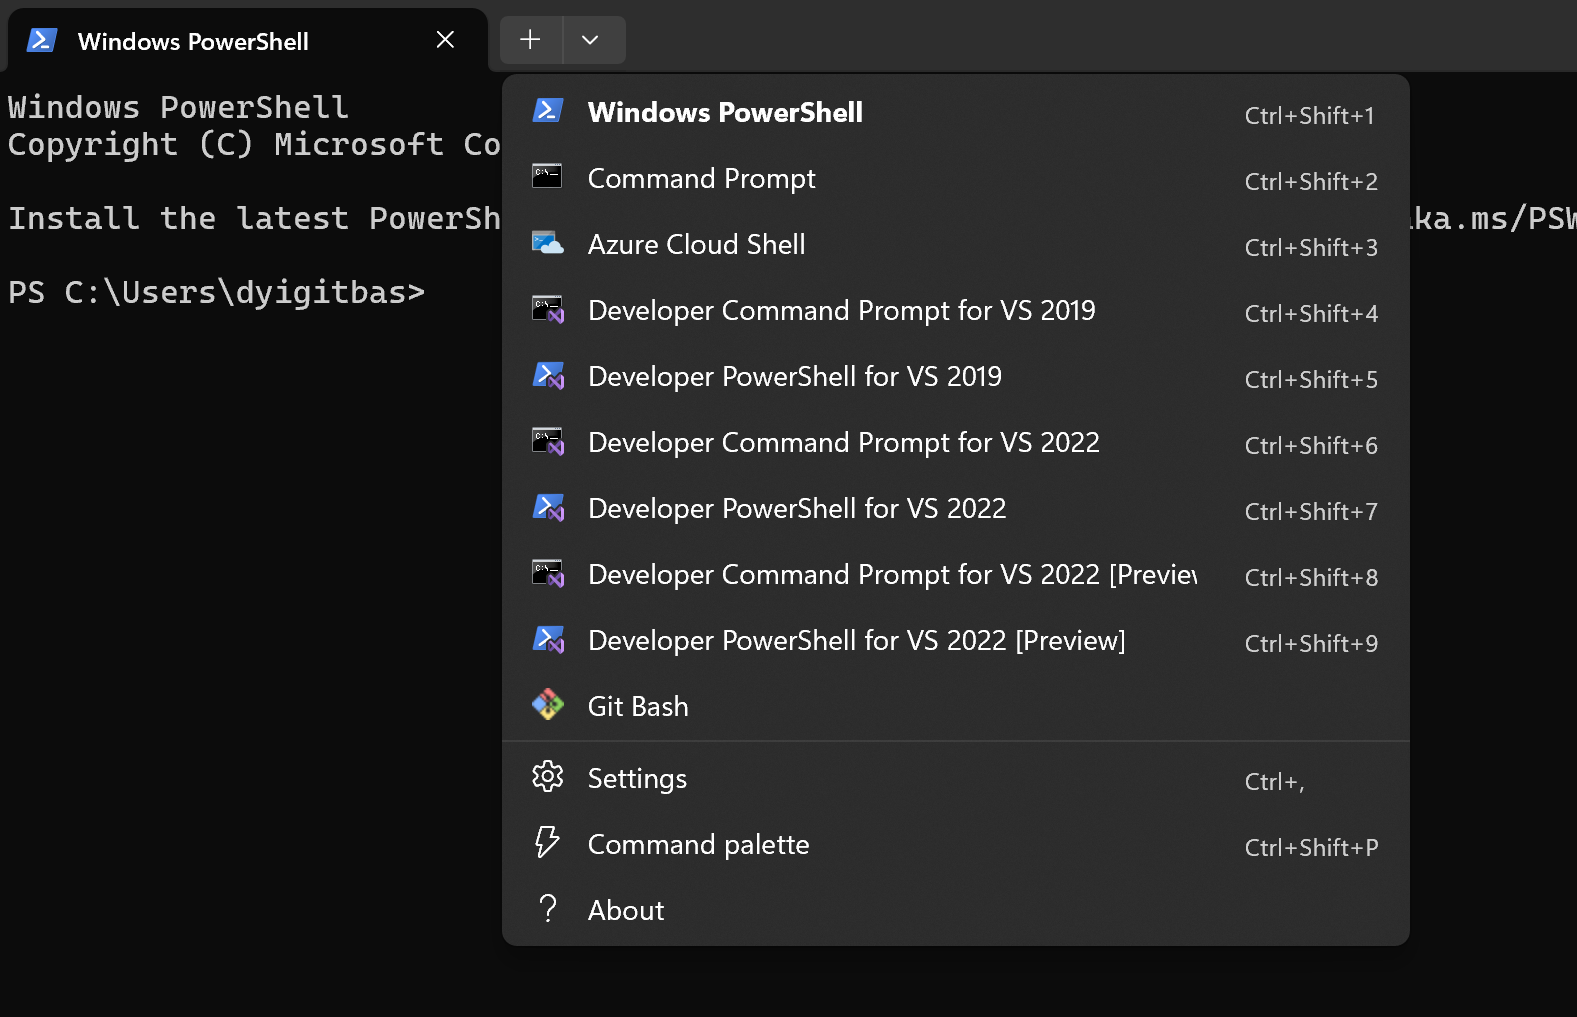 Windows PowerShell
Windows PowerShell
Copyright (C) Microsoft Co
Install the latest PowerSh
ka.ms/PSW
PS C:\Users\dyigitbas>
Windows PowerShell Ctrl+Shift+1
Command Prompt Ctrl+Shift+2
Azure Cloud Shell Ctrl+Shift+3
Developer Command Prompt for VS 2019 Ctrl+Shift+4
Developer PowerShell for VS 2019 Ctrl+Shift+5
Developer Command Prompt for VS 2022 Ctrl+Shift+6
Developer PowerShell for VS 2022 Ctrl+Shift+7
Developer Command Prompt for VS 2022 [Preview Ctrl+Shift+8
Developer PowerShell for VS 2022 [Preview] Ctrl+Shift+9
Git Bash
Settings Ctrl+,
Command palette Ctrl+Shift+P
About